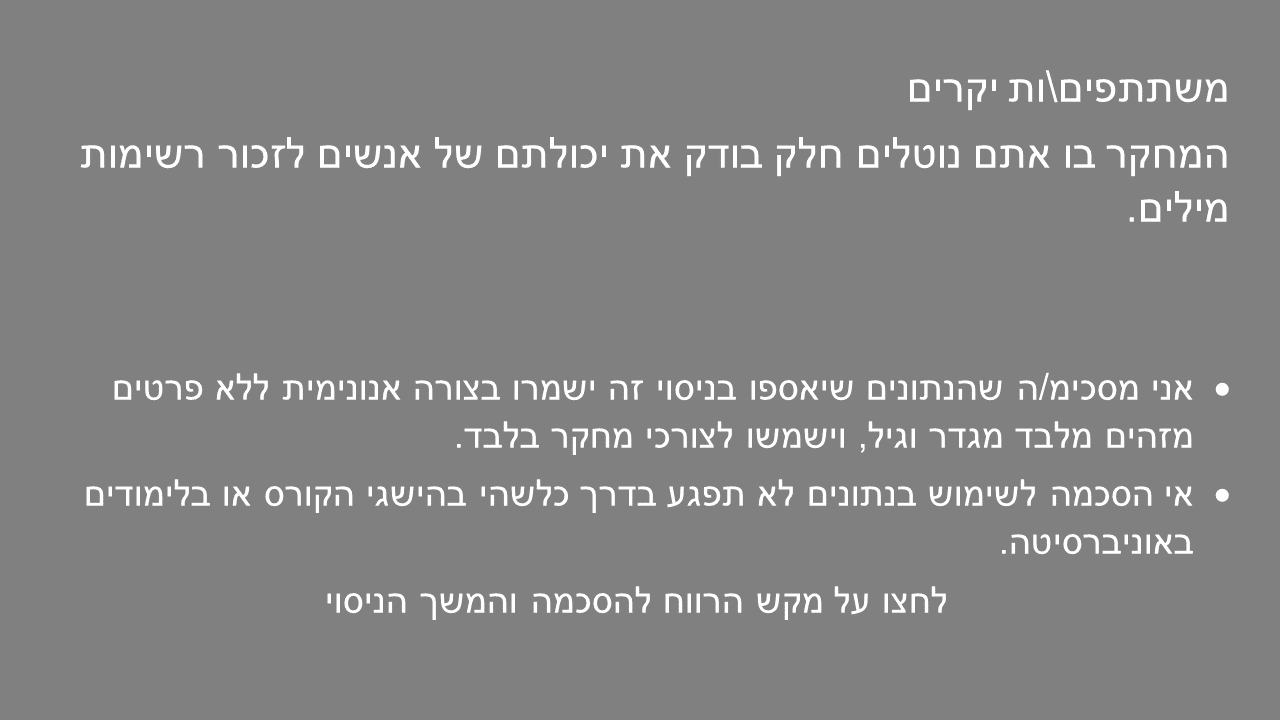 משתתפים\ות יקרים
המחקר בו אתם נוטלים חלק בודק את יכולתם של אנשים לזכור רשימות
מילים.
• אני מסכימ/ה שהנתונים שיאספו בניסוי זה ישמרו בצורה אנונימית ללא פרטים
מזהים מלבד מגדר וגיל, וישמשו לצורכי מחקר בלבד.
• אי הסכמה לשימוש בנתונים לא תפגע בדרך כלשהי בהישגי הקורס או בלימודים
באוניברסיטה.
לחצו על מקש הרווח להסכמה והמשך הניסוי